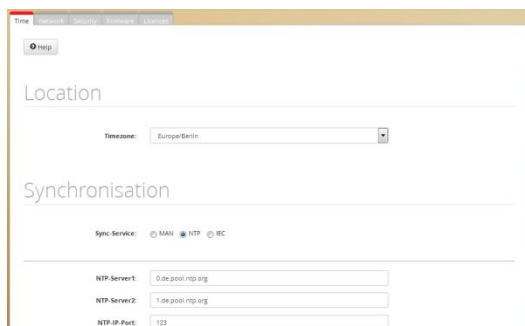 Time Network Security Firmware Licences
Help
Location
Timezone: Europe/Berlin
Synchronisation
Sync-Service: MAN NTP IEC
NTP-Server1: 0.de.pool.ntp.org
NTP-Server2: 1.de.pool.ntp.org
NTP-IP-Port: 123